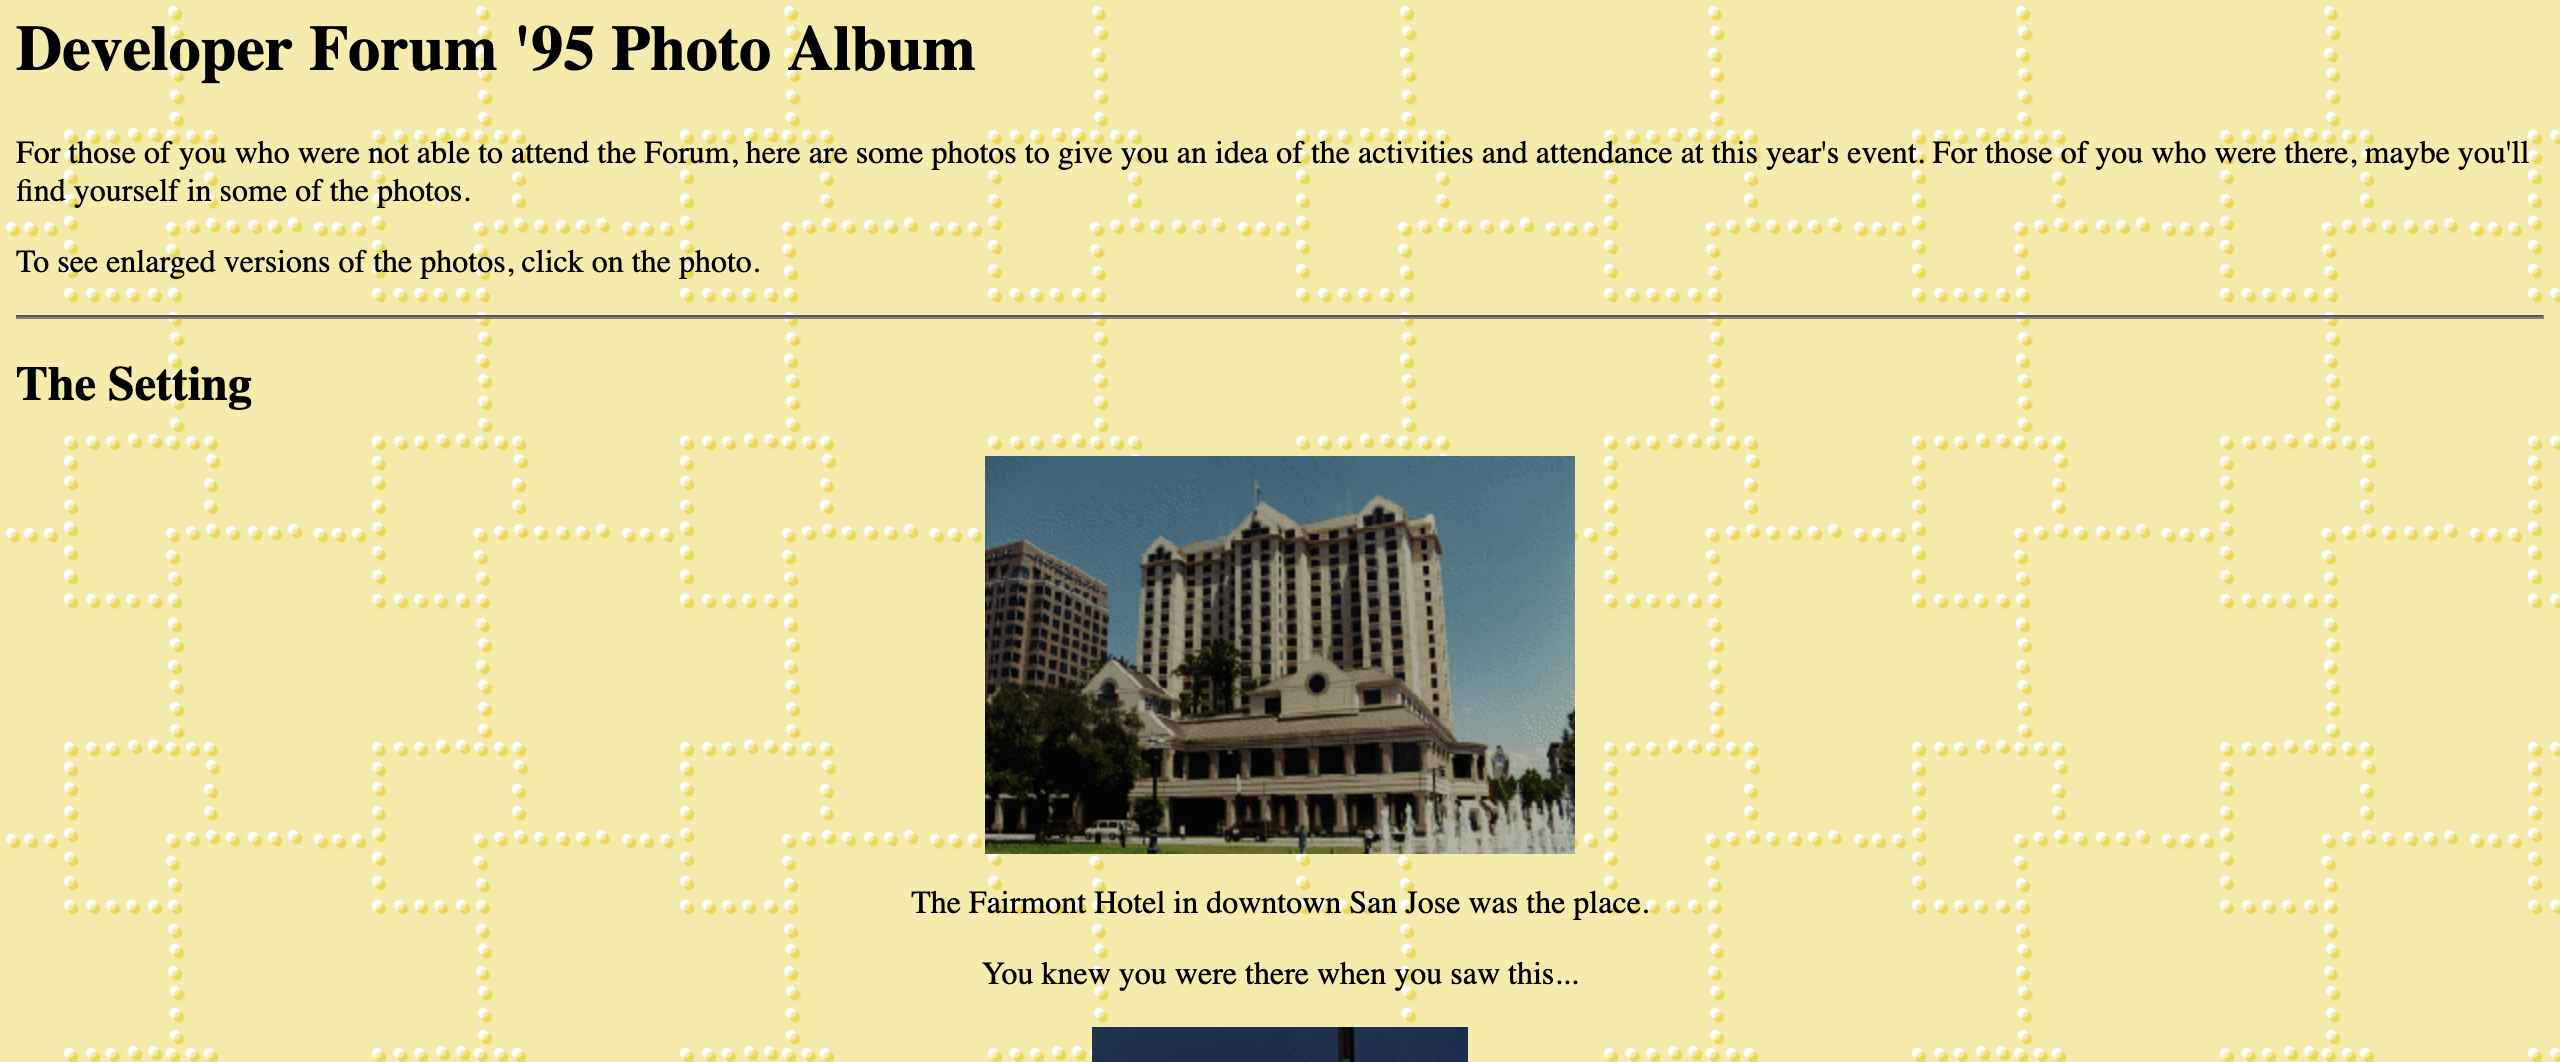 Developer Forum '95 Photo Album
For those of you who were not able to attend the Forum, here are some photos to give you an idea of the activities and attendance at this year's event. For those of you who were there, maybe you'll
find yourself in some of the photos.
To see enlarged versions of the photos, click on the photo.
The Setting
The Fairmont Hotel in downtown San Jose was the place.
You knew you were there when you saw this...